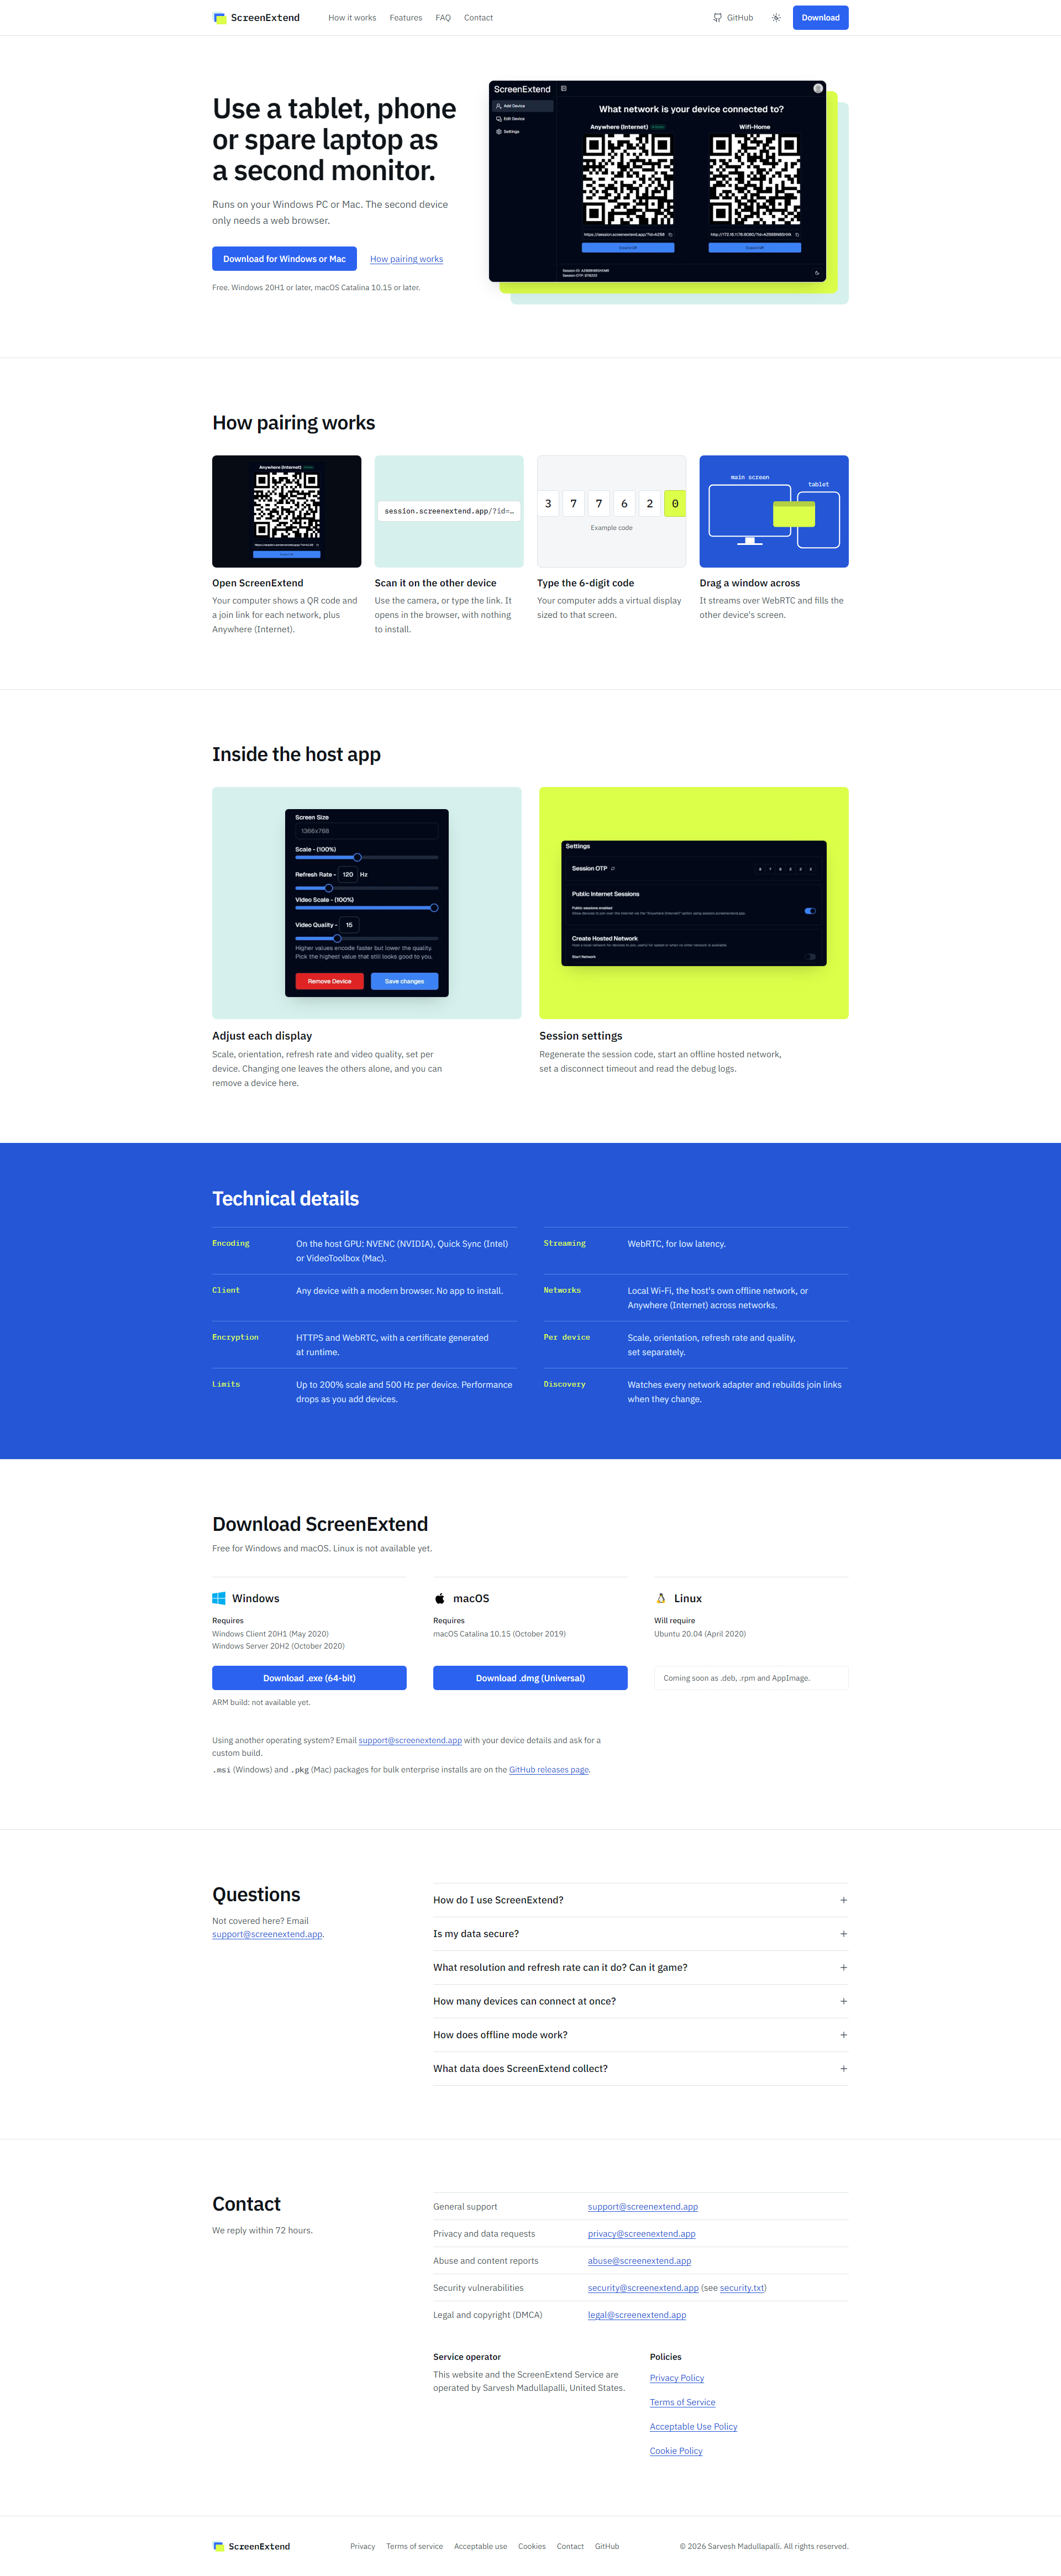 ScreenExtend
How it works
Features
FAQ
Contact
GitHub
Download
Use a tablet, phone
or spare laptop as
a second monitor.
Runs on your Windows PC or Mac. The second device
only needs a web browser.
Download for Windows or Mac
How pairing works
Free. Windows 20H1 or later, macOS Catalina 10.15 or later.
ScreenExtend
Add Device
Edit Device
Settings
What network is your device connected to?
Anywhere (Internet)
Wifi-Home
How pairing works
Anywhere (Internet)
session.screenextend.app/?id=…
3 7 7 6 2 0
Example code
main screen
tablet
Open ScreenExtend
Your computer shows a QR code and
a join link for each network, plus
Anywhere (Internet).
Scan it on the other device
Use the camera, or type the link. It
opens in the browser, with nothing
to install.
Type the 6-digit code
Your computer adds a virtual display
sized to that screen.
Drag a window across
It streams over WebRTC and fills the
other device's screen.
Inside the host app
Screen Size
1366x768
Scale - (100%)
Refresh Rate - 120 Hz
Video Scale - (100%)
Video Quality - 15
Higher values encode faster but lower the quality.
Pick the highest value that still looks good to you.
Remove Device
Save changes
Settings
Session OTP
Public Internet Sessions
Public sessions enabled
Create Hosted Network
Start Network
Adjust each display
Scale, orientation, refresh rate and video quality, set per
device. Changing one leaves the others alone, and you can
remove a device here.
Session settings
Regenerate the session code, start an offline hosted network,
set a disconnect timeout and read the debug logs.
Technical details
Encoding
On the host GPU: NVENC (NVIDIA), Quick Sync (Intel)
or VideoToolbox (Mac).
Streaming
WebRTC, for low latency.
Client
Any device with a modern browser. No app to install.
Networks
Local Wi-Fi, the host's own offline network, or
Anywhere (Internet) across networks.
Encryption
HTTPS and WebRTC, with a certificate generated
at runtime.
Per device
Scale, orientation, refresh rate and quality,
set separately.
Limits
Up to 200% scale and 500 Hz per device. Performance
drops as you add devices.
Discovery
Watches every network adapter and rebuilds join links
when they change.
Download ScreenExtend
Free for Windows and macOS. Linux is not available yet.
Windows
Requires
Windows Client 20H1 (May 2020)
Windows Server 20H2 (October 2020)
Download .exe (64-bit)
ARM build: not available yet.
macOS
Requires
macOS Catalina 10.15 (October 2019)
Download .dmg (Universal)
Linux
Will require
Ubuntu 20.04 (April 2020)
Coming soon as .deb, .rpm and AppImage.
Using another operating system? Email support@screenextend.app with your device details and ask for a
custom build.
.msi (Windows) and .pkg (Mac) packages for bulk enterprise installs are on the GitHub releases page.
Questions
Not covered here? Email
support@screenextend.app.
How do I use ScreenExtend?
Is my data secure?
What resolution and refresh rate can it do? Can it game?
How many devices can connect at once?
How does offline mode work?
What data does ScreenExtend collect?
Contact
We reply within 72 hours.
General support
support@screenextend.app
Privacy and data requests
privacy@screenextend.app
Abuse and content reports
abuse@screenextend.app
Security vulnerabilities
security@screenextend.app (see security.txt)
Legal and copyright (DMCA)
legal@screenextend.app
Service operator
This website and the ScreenExtend Service are
operated by Sarvesh Madullapalli, United States.
Policies
Privacy Policy
Terms of Service
Acceptable Use Policy
Cookie Policy
ScreenExtend
Privacy
Terms of service
Acceptable use
Cookies
Contact
GitHub
© 2026 Sarvesh Madullapalli. All rights reserved.